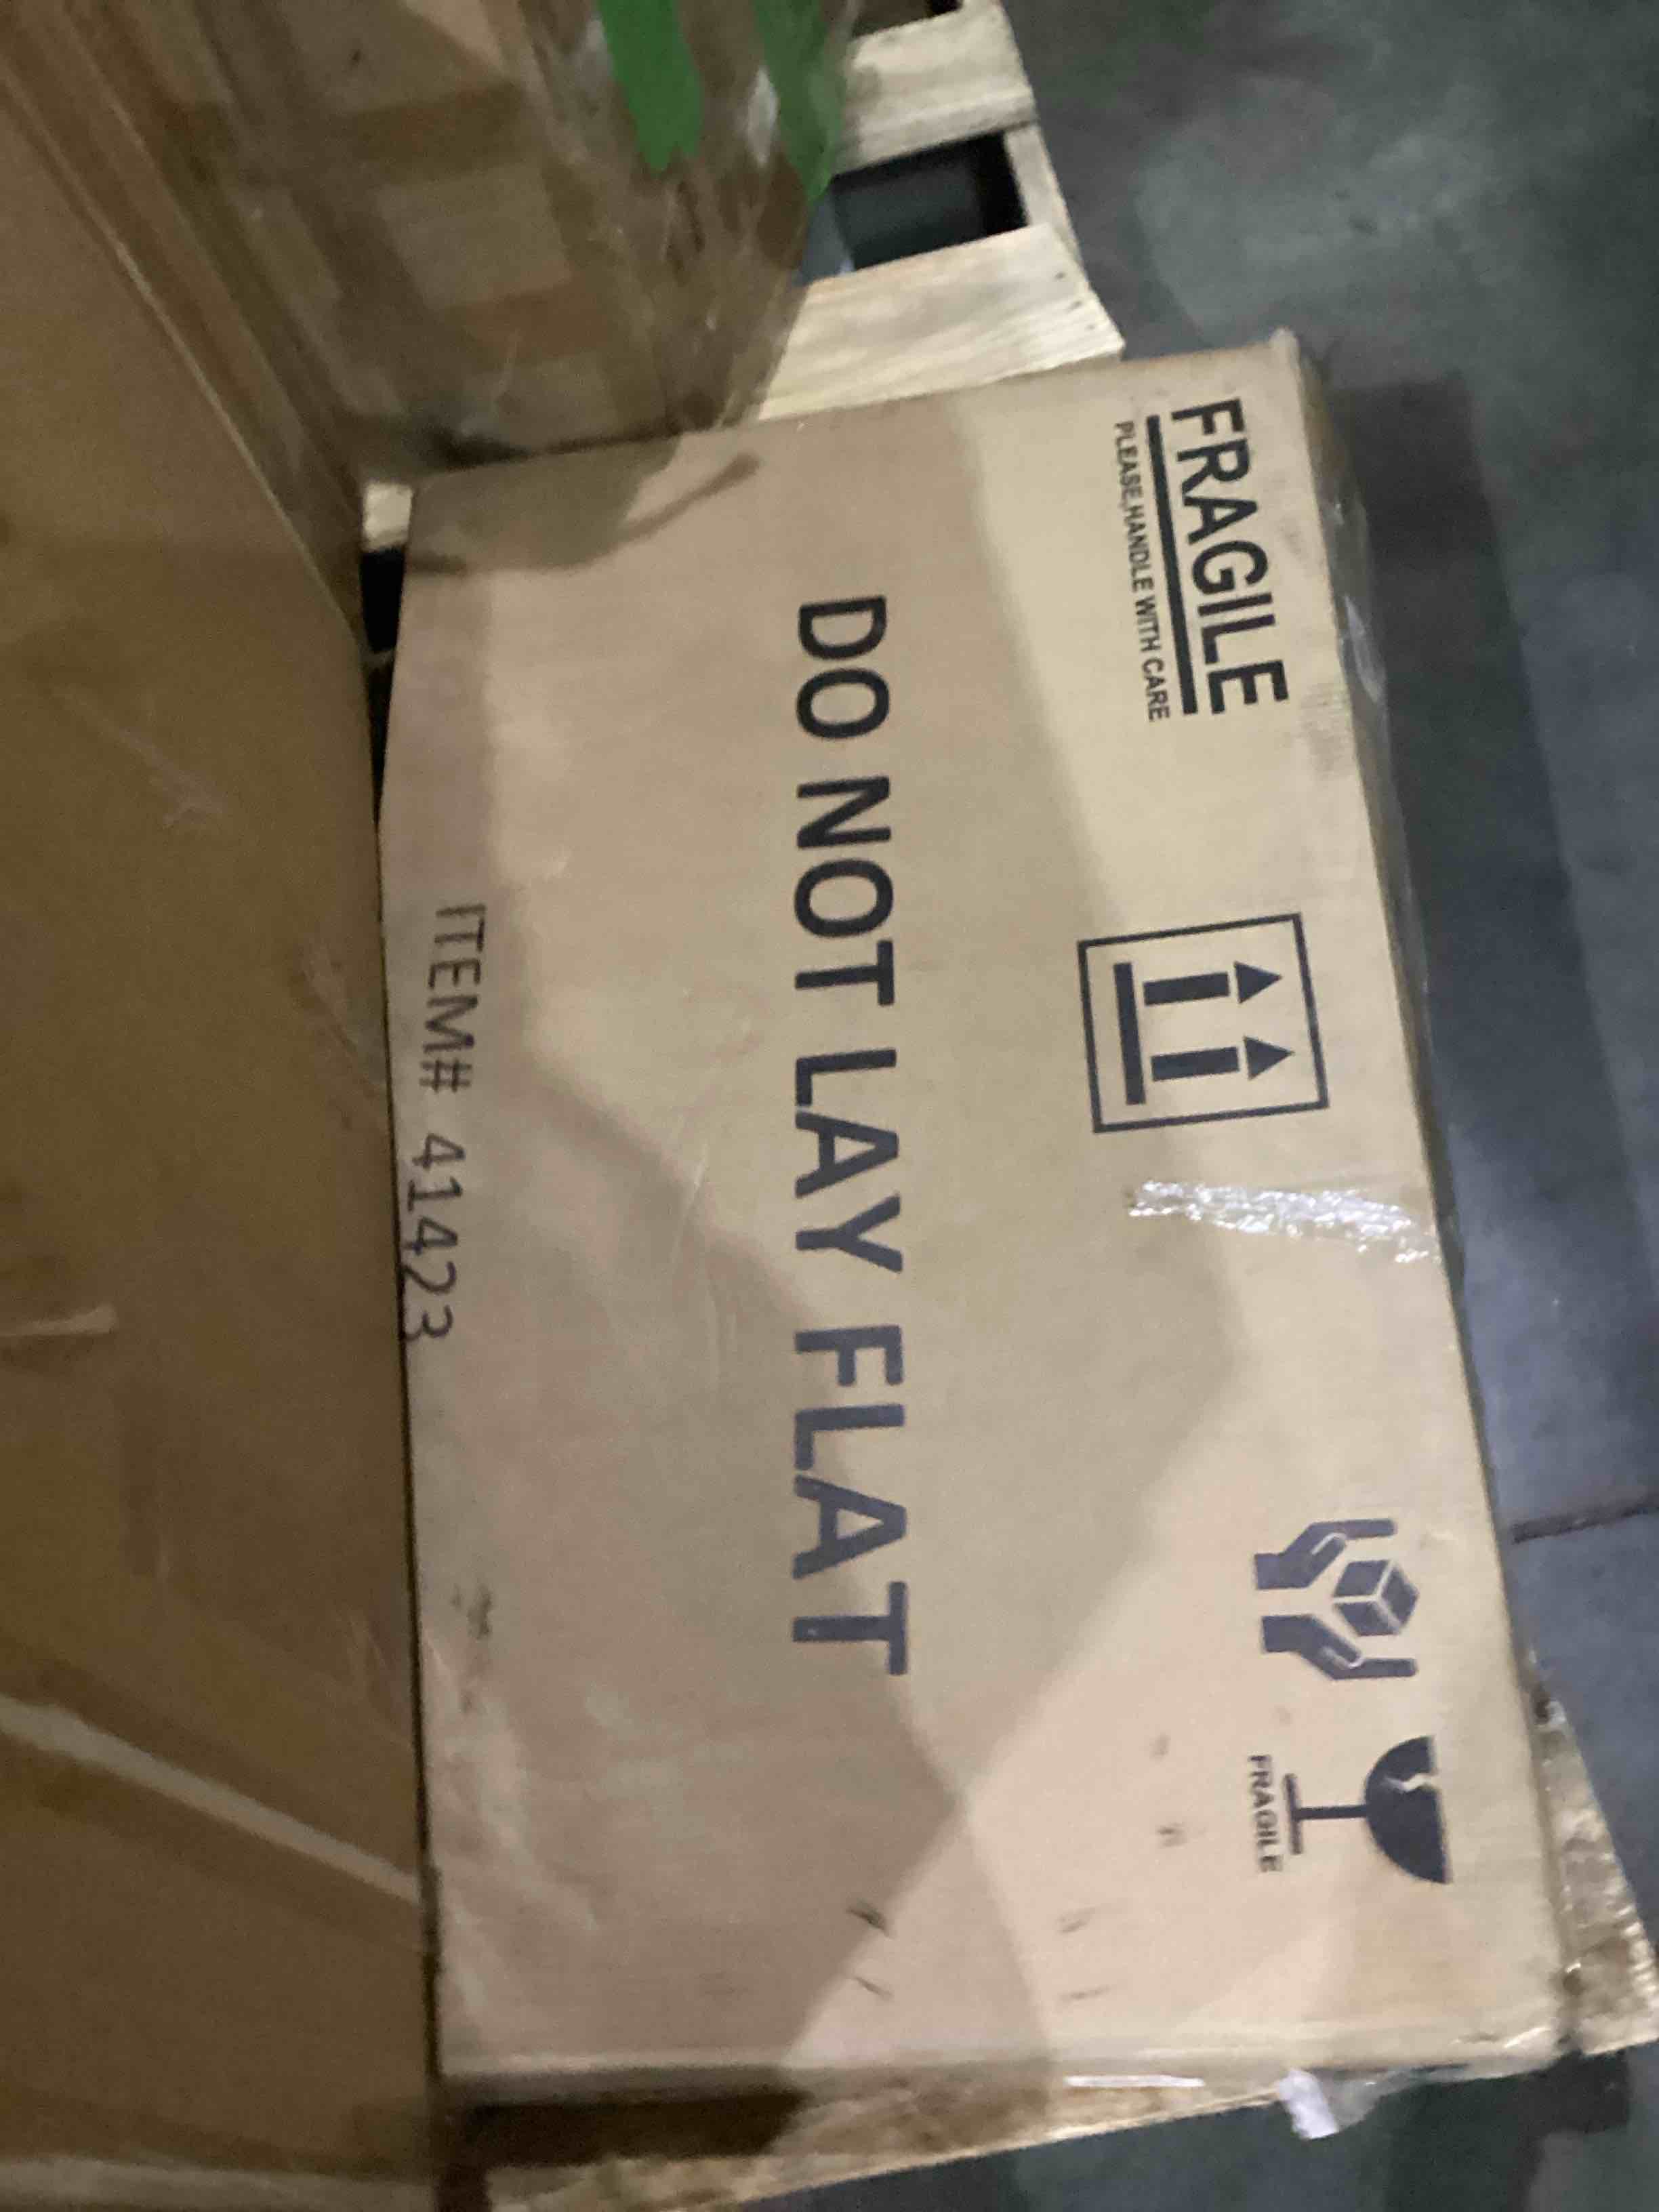 FRAGILE
PLEASE,HANDLE WITH CARE
FRAGILE
DO NOT LAY FLAT
ITEM# 41423